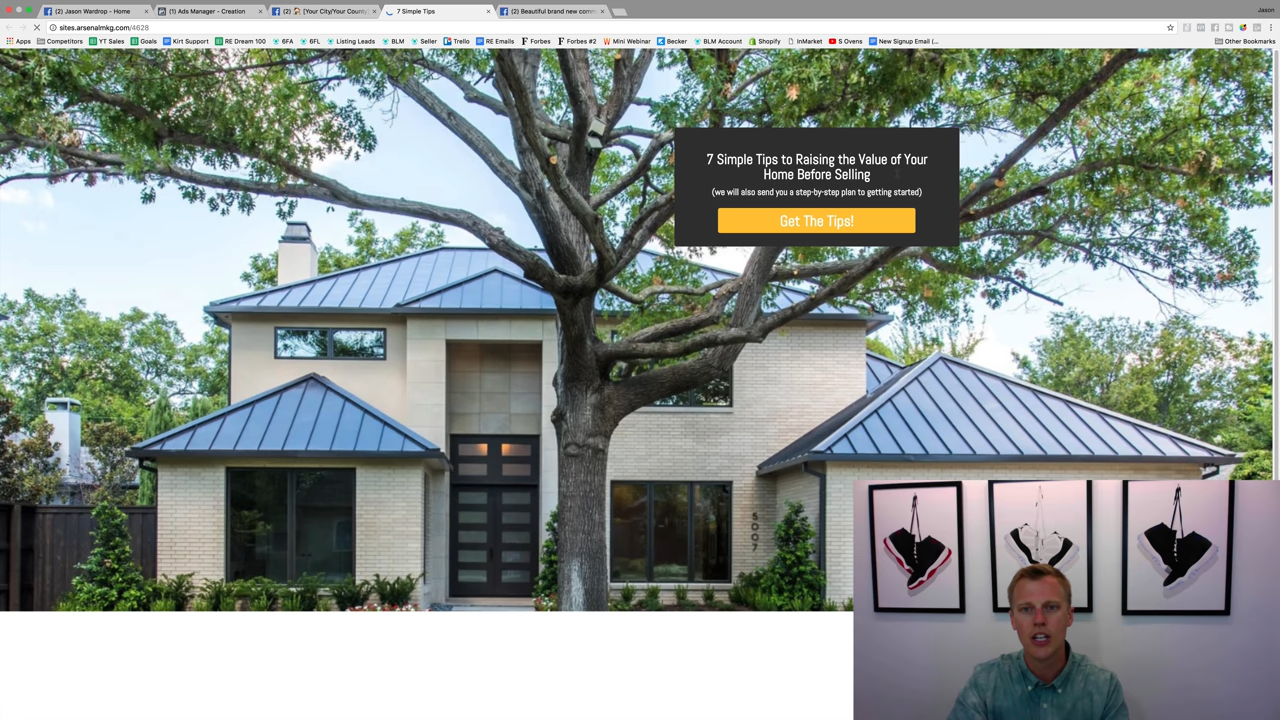 (2) Jason Wardrop - Home
(1) Ads Manager - Creation
(2) 🏠 [Your City/Your County
7 Simple Tips
(2) Beautiful brand new comm
Jason
sites.arsenalmkg.com/4628
Apps
Competitors
YT Sales
Goals
Kirt Support
RE Dream 100
6FA
6FL
Listing Leads
BLM
Seller
Trello
RE Emails
Forbes
Forbes #2
Mini Webinar
Becker
BLM Account
Shopify
InMarket
S Ovens
New Signup Email (...
Other Bookmarks
7 Simple Tips to Raising the Value of Your
Home Before Selling
(we will also send you a step-by-step plan to getting started)
Get The Tips!
5007